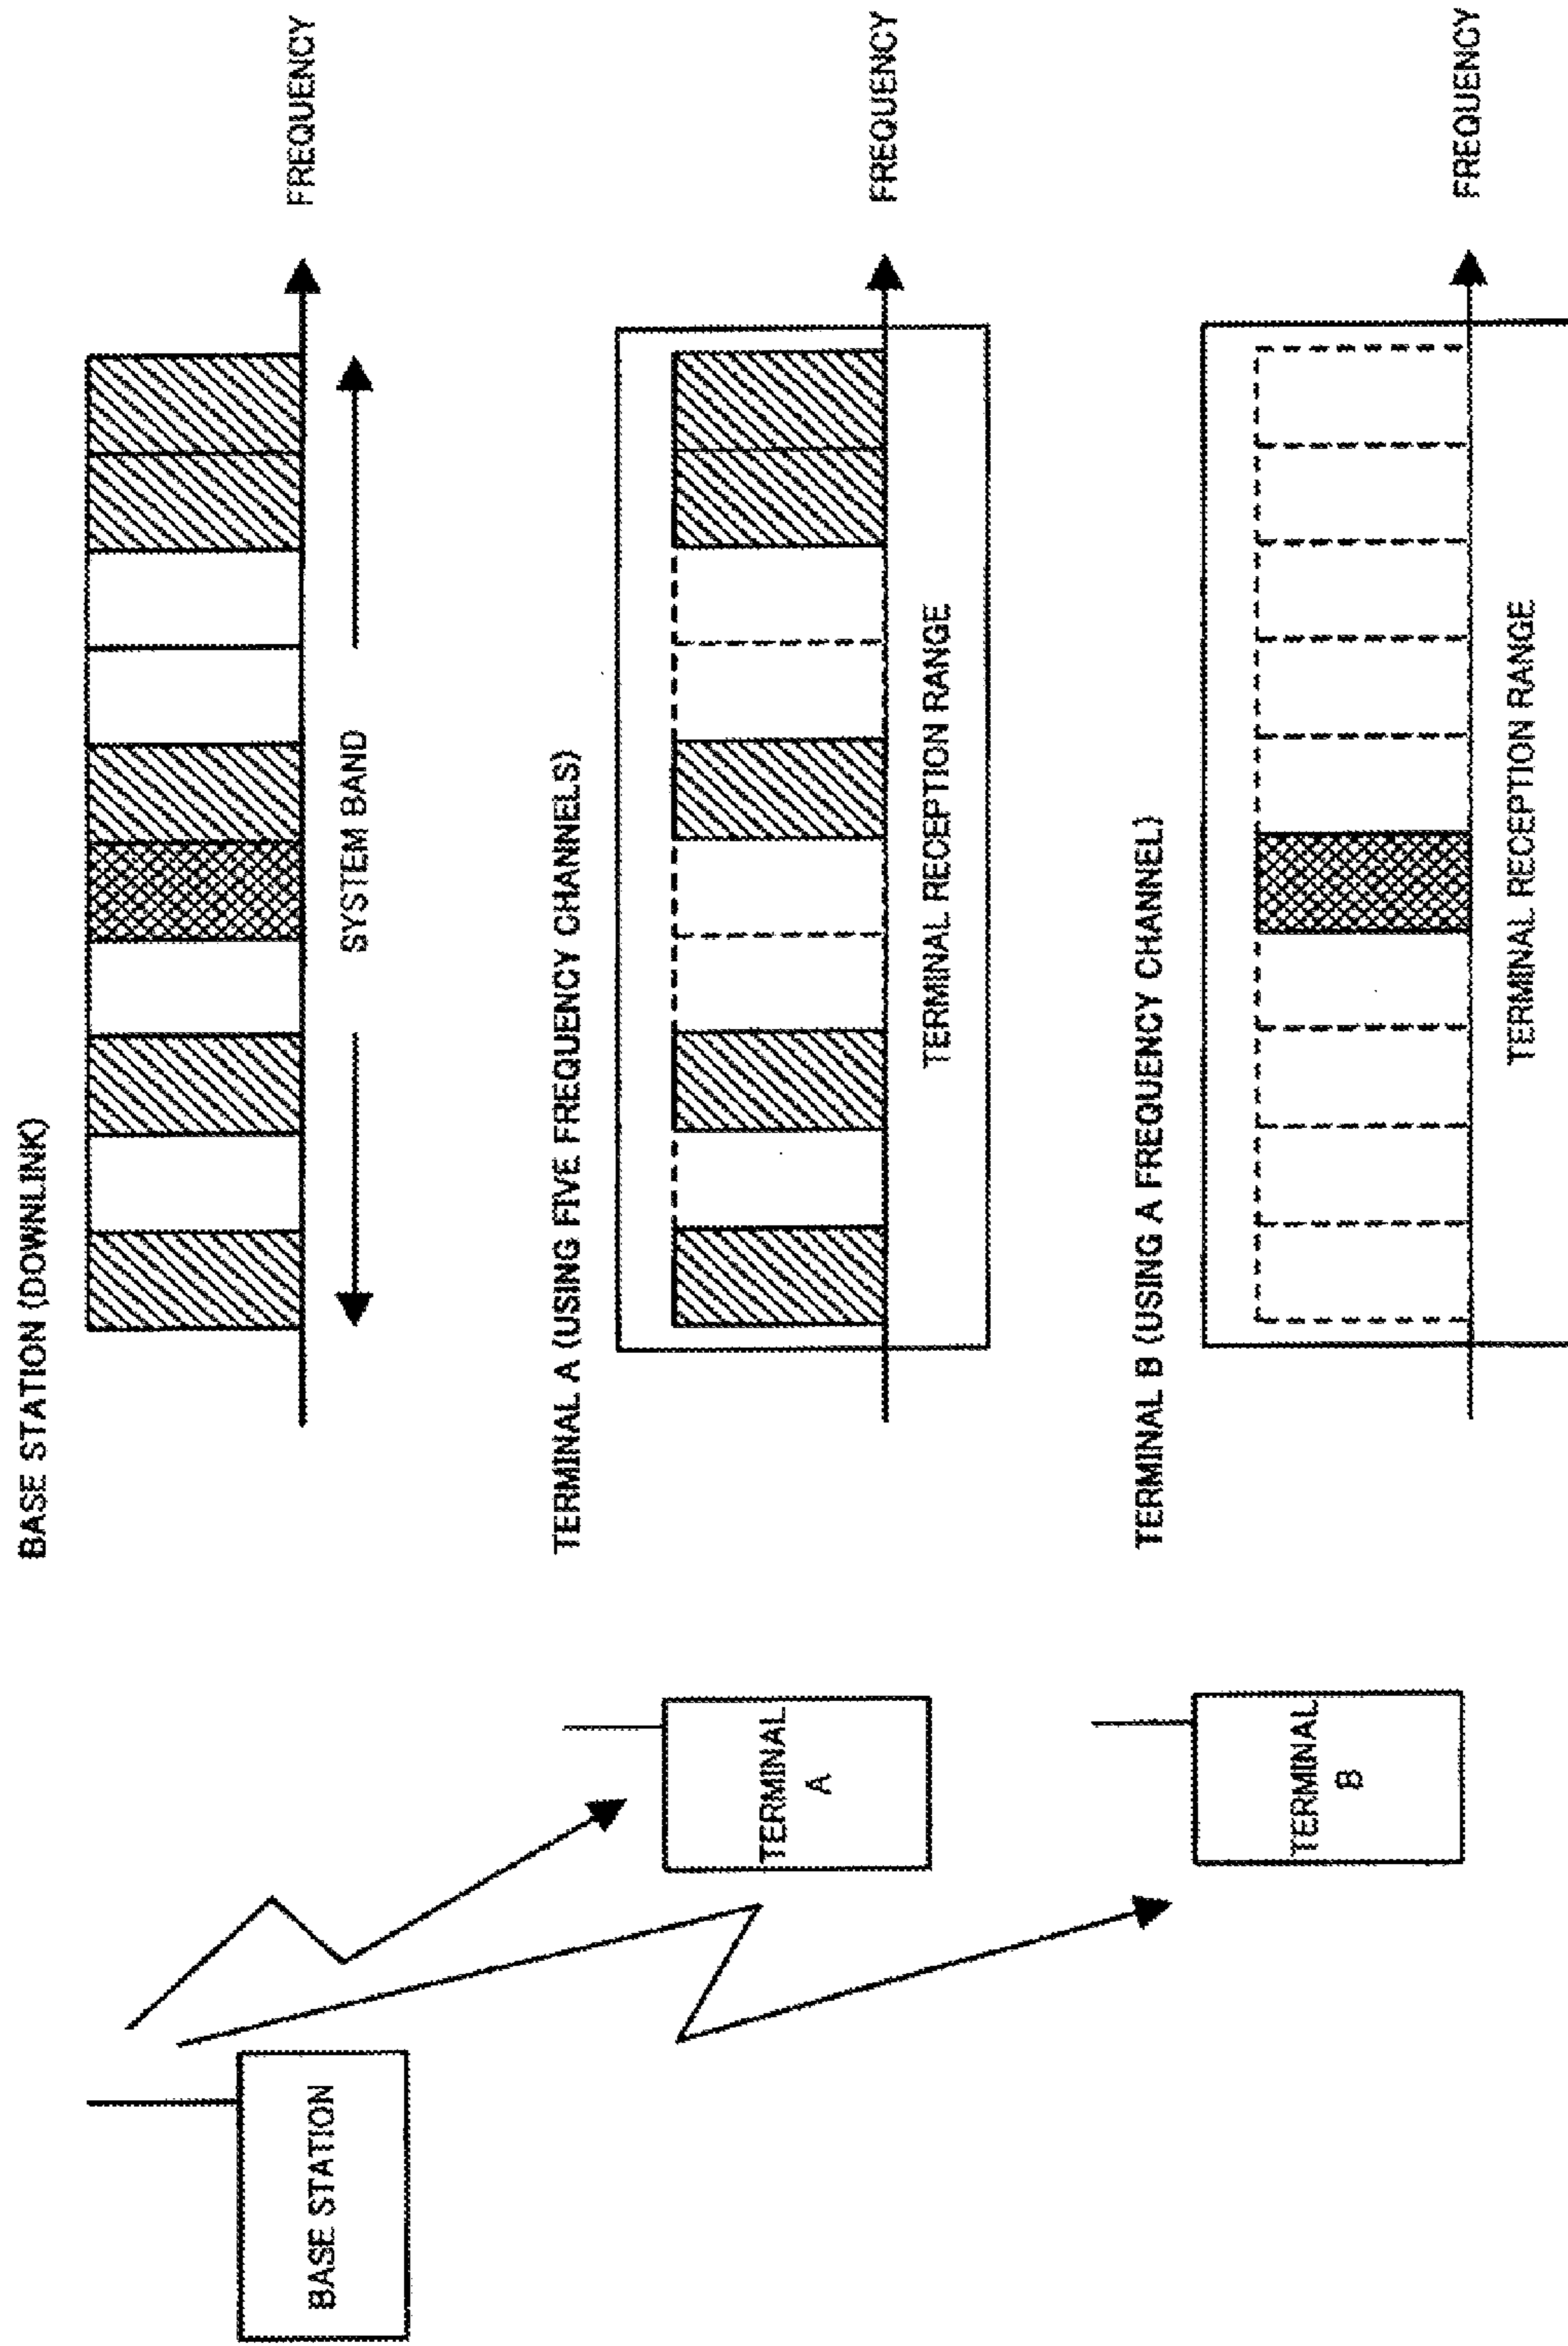 BASE STATION (DOWNLINK)
FREQUENCY
SYSTEM BAND
BASE STATION
TERMINAL A (USING FIVE FREQUENCY CHANNELS)
FREQUENCY
TERMINAL RECEPTION RANGE
TERMINAL
A
TERMINAL B (USING A FREQUENCY CHANNEL)
FREQUENCY
TERMINAL RECEPTION RANGE
TERMINAL
B